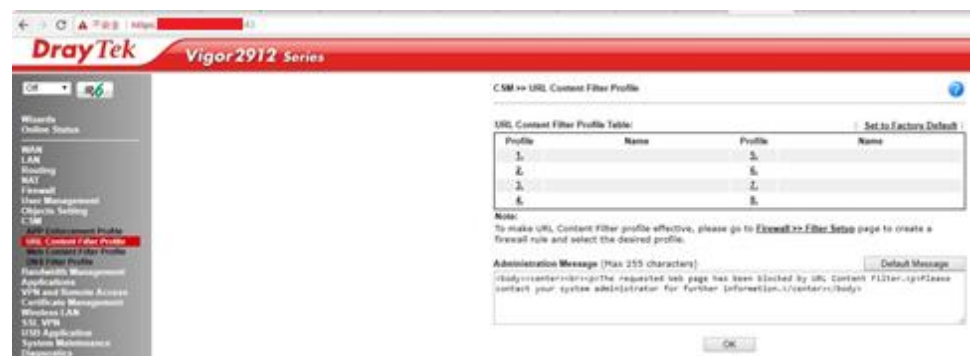 不安全 https
43
DrayTek Vigor2912 Series
Off
Wizards
Online Status
WAN
LAN
Routing
NAT
Firewall
User Management
Objects Setting
CSM
APP Enforcement Profile
URL Content Filter Profile
Web Content Filter Profile
DNS Filter Profile
Bandwidth Management
Applications
VPN and Remote Access
Certificate Management
Wireless LAN
SSL VPN
USB Application
System Maintenance
Diagnostics
CSM >> URL Content Filter Profile
URL Content Filter Profile Table: | Set to Factory Default |
Profile Name Profile Name
1. 5.
2. 6.
3. 7.
4. 8.
Note:
To make URL Content Filter profile effective, please go to Firewall >> Filter Setup page to create a
firewall rule and select the desired profile.
Administration Message (Max 255 characters) Default Message
<body><center><br><p>The requested Web page has been blocked by URL Content Filter.<p>Please
contact your system administrator for further information.</center></body>
OK